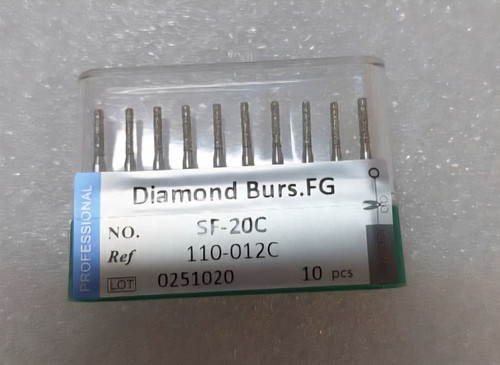 Diamond Burs.FG
PROFESSIONAL
NO. SF-20C
Ref 110-012C
LOT 0251020 10 pcs